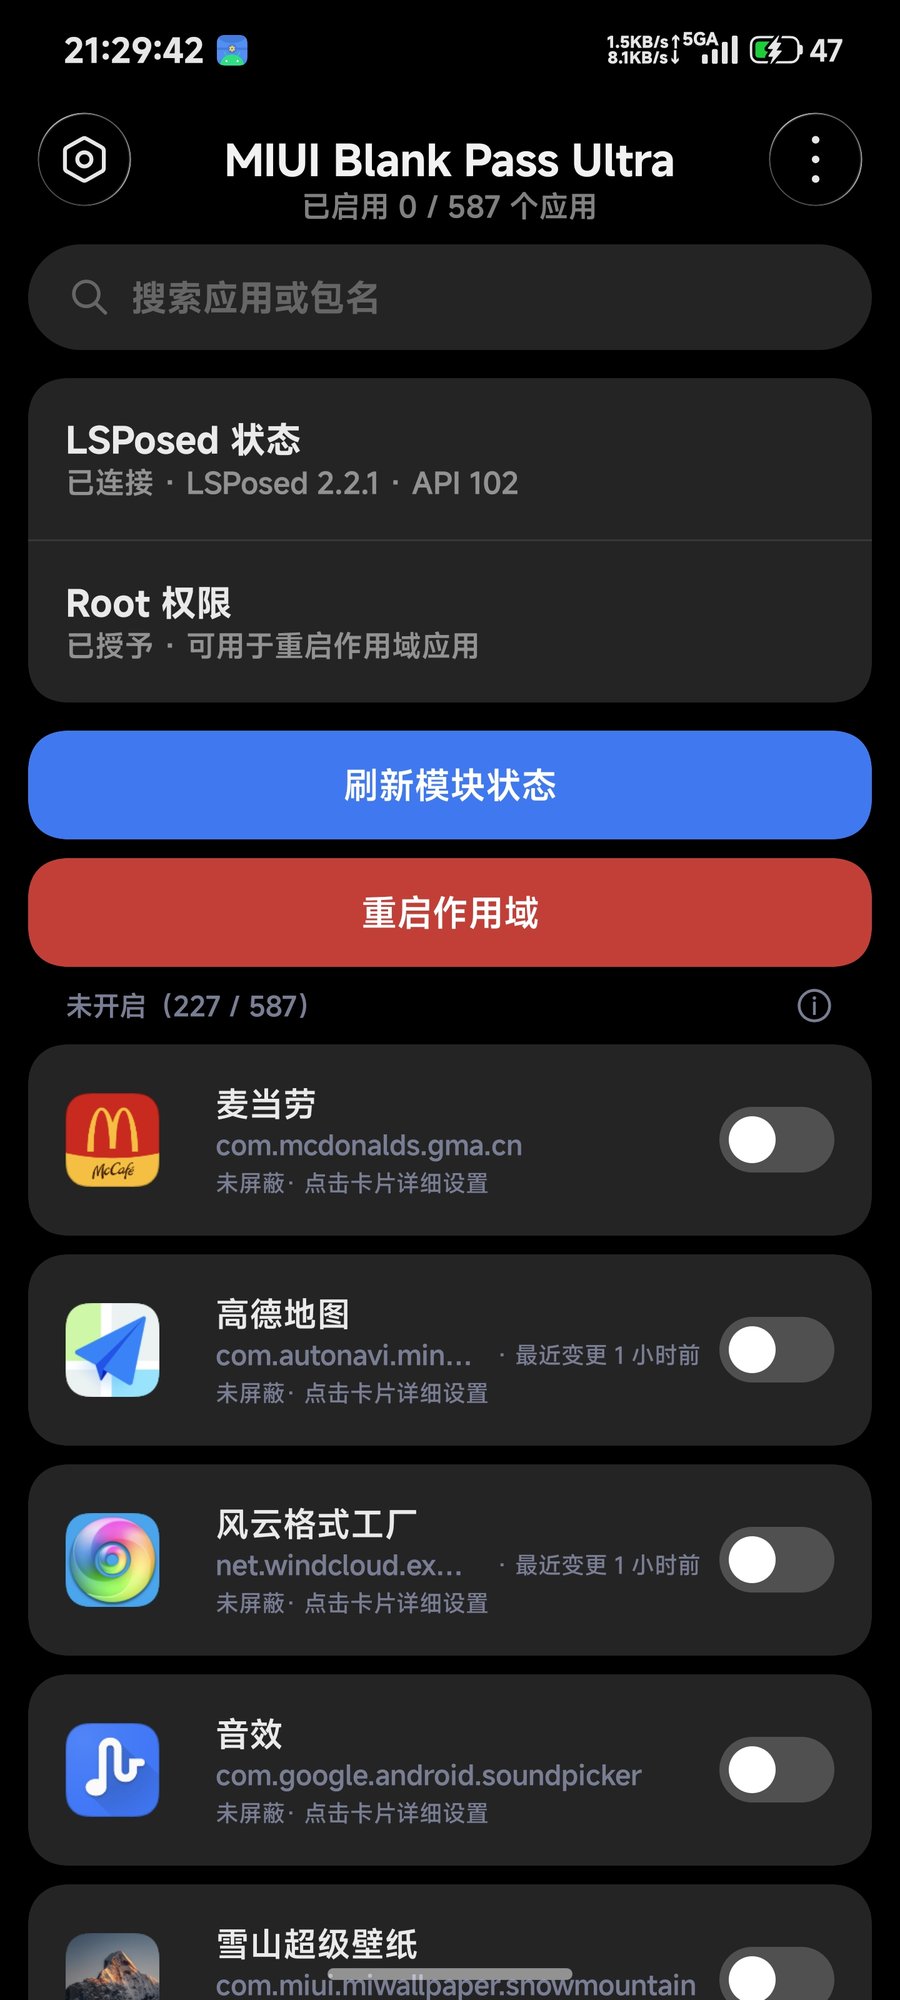 21:29:42
1.5KB/s↑
8.1KB/s↓
5GA
47
MIUI Blank Pass Ultra
已启用 0 / 587 个应用
搜索应用或包名
LSPosed 状态
已连接 · LSPosed 2.2.1 · API 102
Root 权限
已授予 · 可用于重启作用域应用
刷新模块状态
重启作用域
未开启（227 / 587）
麦当劳
McCafé
com.mcdonalds.gma.cn
未屏蔽· 点击卡片详细设置
高德地图
com.autonavi.min... · 最近变更 1 小时前
未屏蔽· 点击卡片详细设置
风云格式工厂
net.windcloud.ex... · 最近变更 1 小时前
未屏蔽· 点击卡片详细设置
音效
com.google.android.soundpicker
未屏蔽· 点击卡片详细设置
雪山超级壁纸
com.miui.miwallpaper.snowmountain